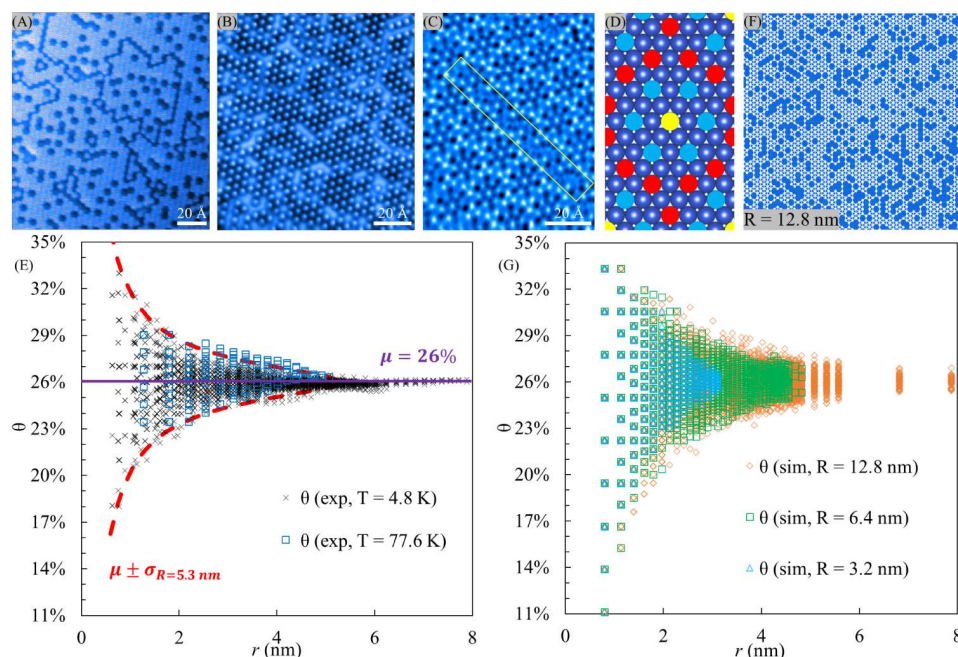 (A)
20 Å
(B)
20 Å
(C)
20 Å
(D)
(F)
R = 12.8 nm
(E)
35%
32%
29%
26%
23%
20%
17%
14%
11%
θ
μ = 26%
θ (exp, T = 4.8 K)
θ (exp, T = 77.6 K)
μ ± σR=5.3 nm
0
2
4
6
8
r (nm)
(G)
35%
32%
29%
26%
23%
20%
17%
14%
11%
θ
θ (sim, R = 12.8 nm)
θ (sim, R = 6.4 nm)
θ (sim, R = 3.2 nm)
0
2
4
6
8
r (nm)